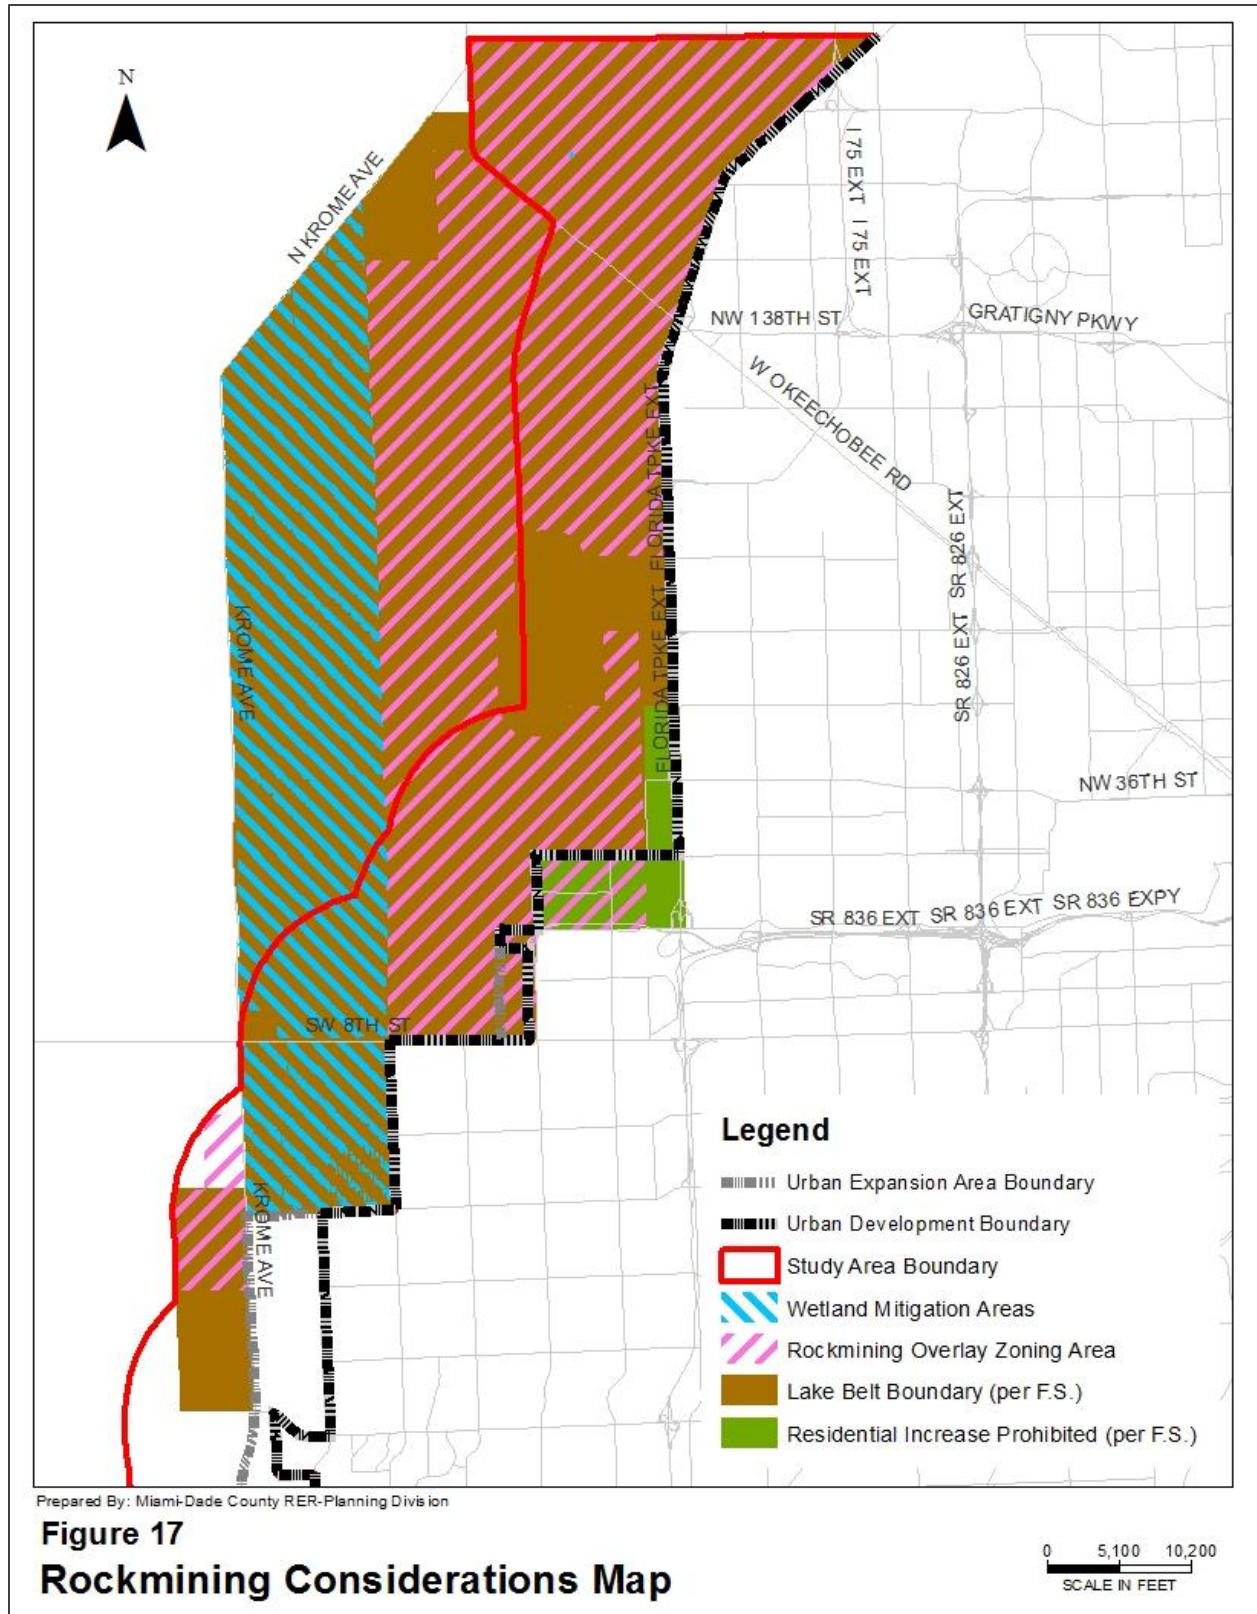 N
N KROME AVE
I 75 EXT I 75 EXT
NW 138TH ST
GRATIGNY PKWY
W OKEECHOBEE RD
FLORIDA TPKE EXT FLORIDA TPKE EXT
SR 826 EXT SR 826 EXT
KROME AVE
NW 36TH ST
SR 836 EXT SR 836 EXT SR 836 EXPY
SW 8TH ST
KROME AVE
Legend
Urban Expansion Area Boundary
Urban Development Boundary
Study Area Boundary
Wetland Mitigation Areas
Rockmining Overlay Zoning Area
Lake Belt Boundary (per F.S.)
Residential Increase Prohibited (per F.S.)
Prepared By: Miami-Dade County RER-Planning Division
Figure 17
Rockmining Considerations Map
0 5,100 10,200
SCALE IN FEET